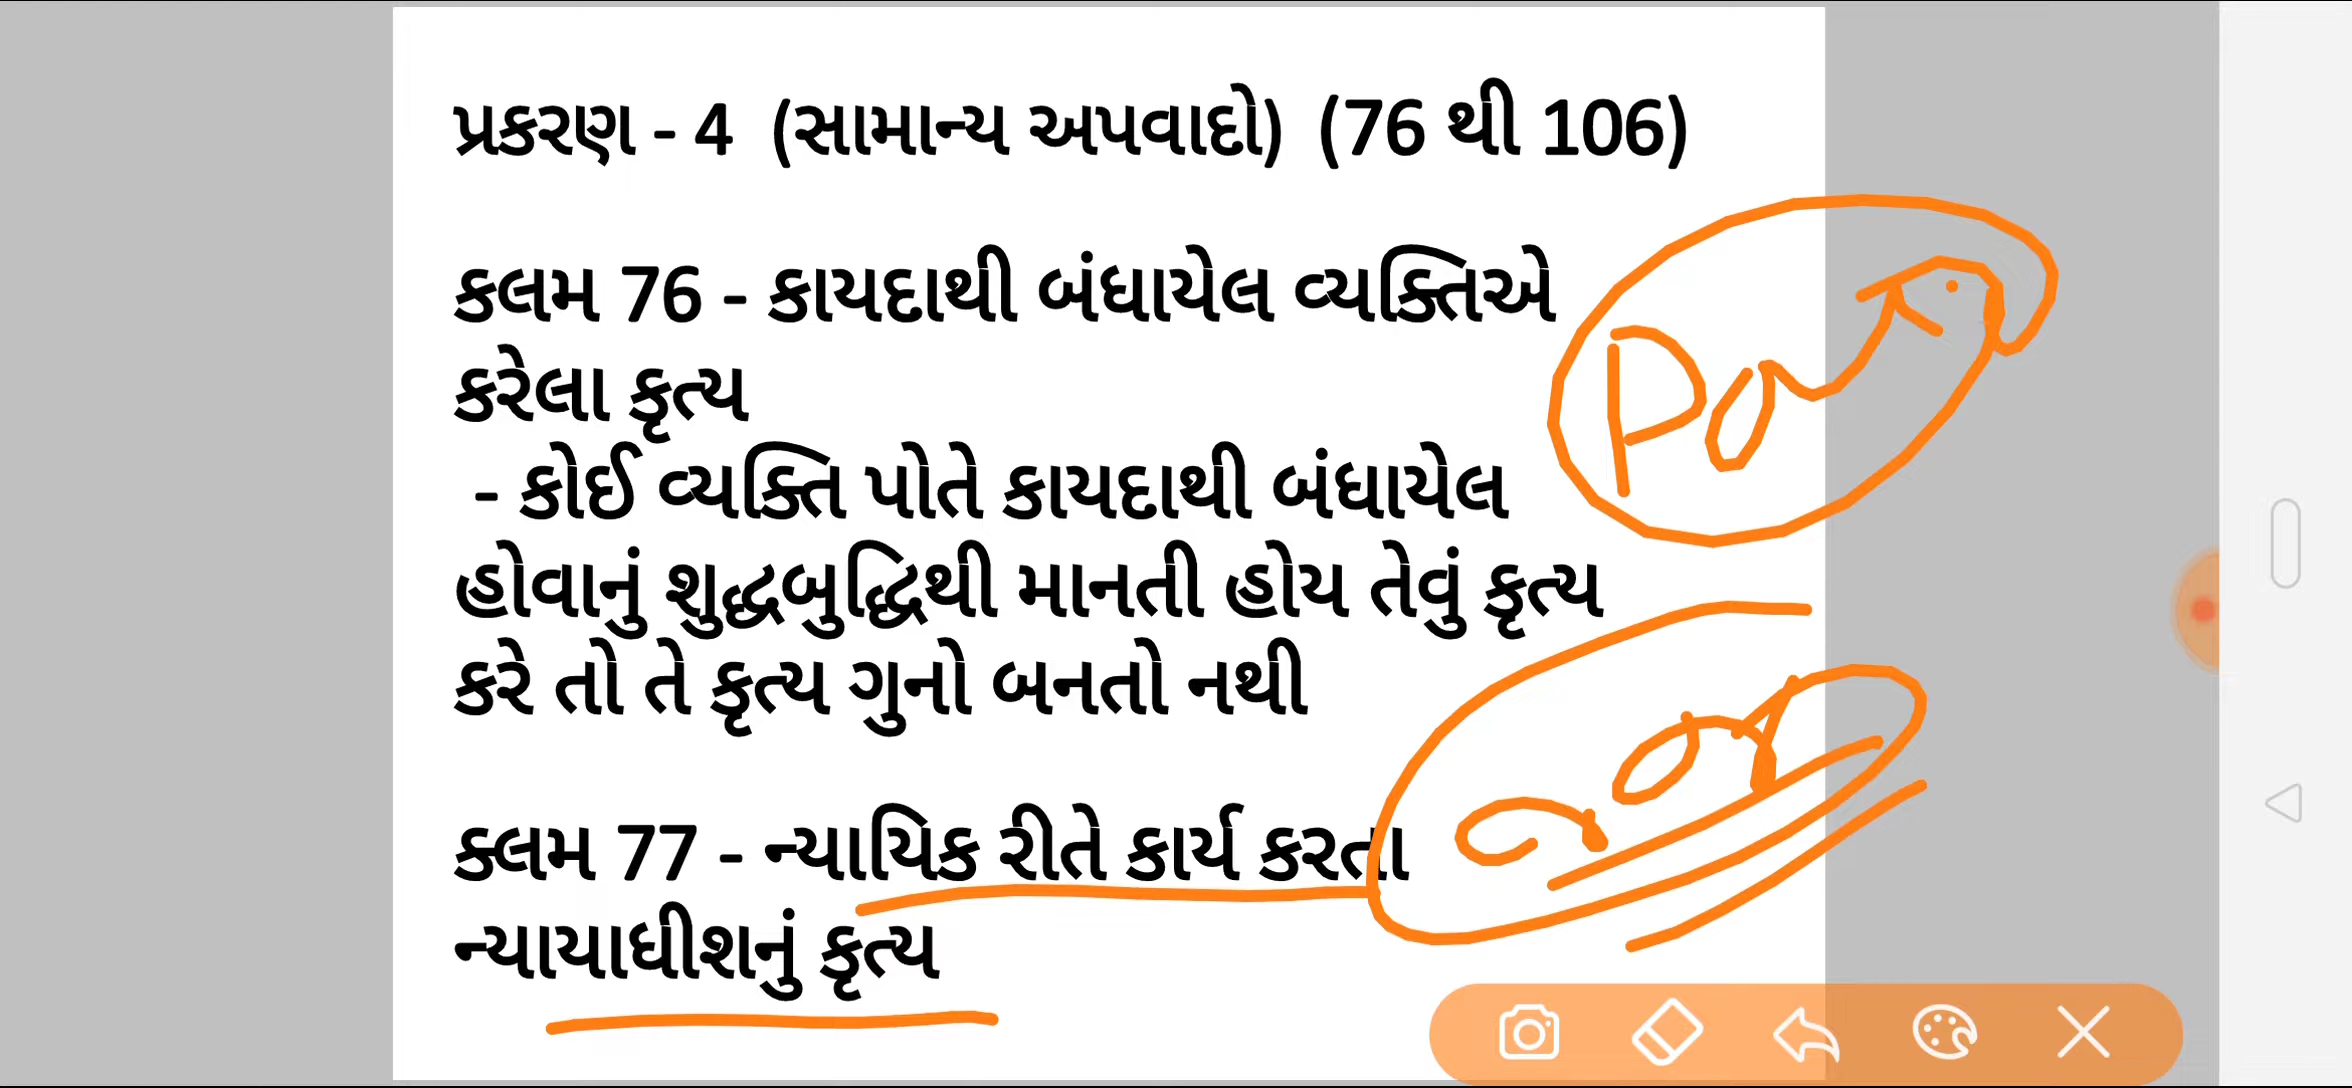 પ્રકરણ - 4 (સામાન્ય અપવાદો) (76 થી 106)
કલમ 76 - કાયદાથી બંધાયેલ વ્યક્તિએ
કરેલા કૃત્ય
- કોઈ વ્યક્તિ પોતે કાયદાથી બંધાયેલ
હોવાનું શુદ્ધબુદ્ધિથી માનતી હોય તેવું કૃત્ય
કરે તો તે કૃત્ય ગુનો બનતો નથી
ક્લમ 77 - ન્યાયિક રીતે કાર્ય કરતા
ન્યાયાધીશનું કૃત્ય